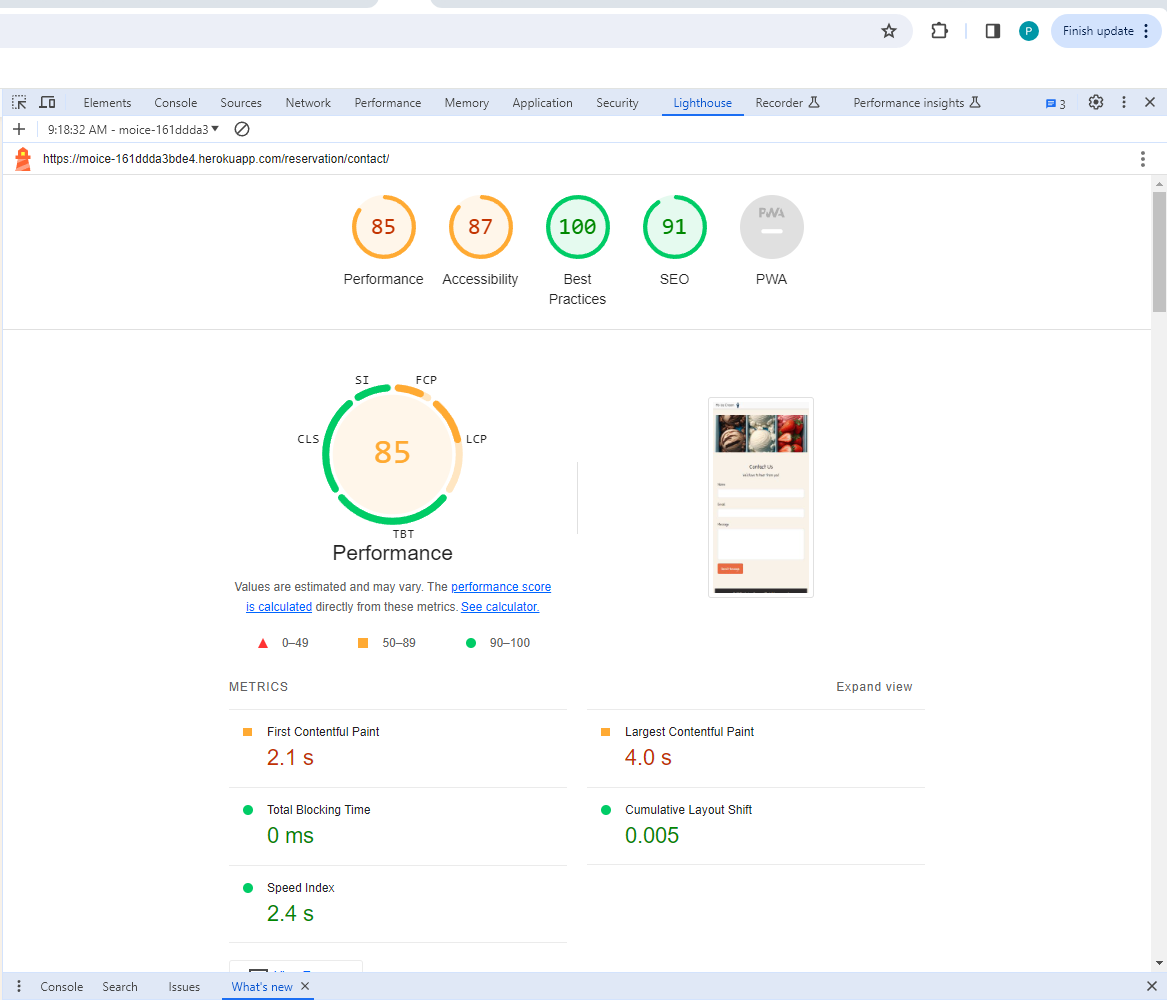 P
Finish update
Elements Console Sources Network Performance Memory Application Security Lighthouse Recorder Performance insights 3
9:18:32 AM - moice-161ddda3
https://moice-161ddda3bde4.herokuapp.com/reservation/contact/
85 87 100 91 PWA
Performance Accessibility Best Practices SEO PWA
SI FCP
CLS LCP
85
TBT
Performance
Values are estimated and may vary. The performance score
is calculated directly from these metrics. See calculator.
0–49 50–89 90–100
Contact Us
Name
Email
Message
METRICS Expand view
First Contentful Paint
2.1 s
Largest Contentful Paint
4.0 s
Total Blocking Time
0 ms
Cumulative Layout Shift
0.005
Speed Index
2.4 s
Console Search Issues What's new